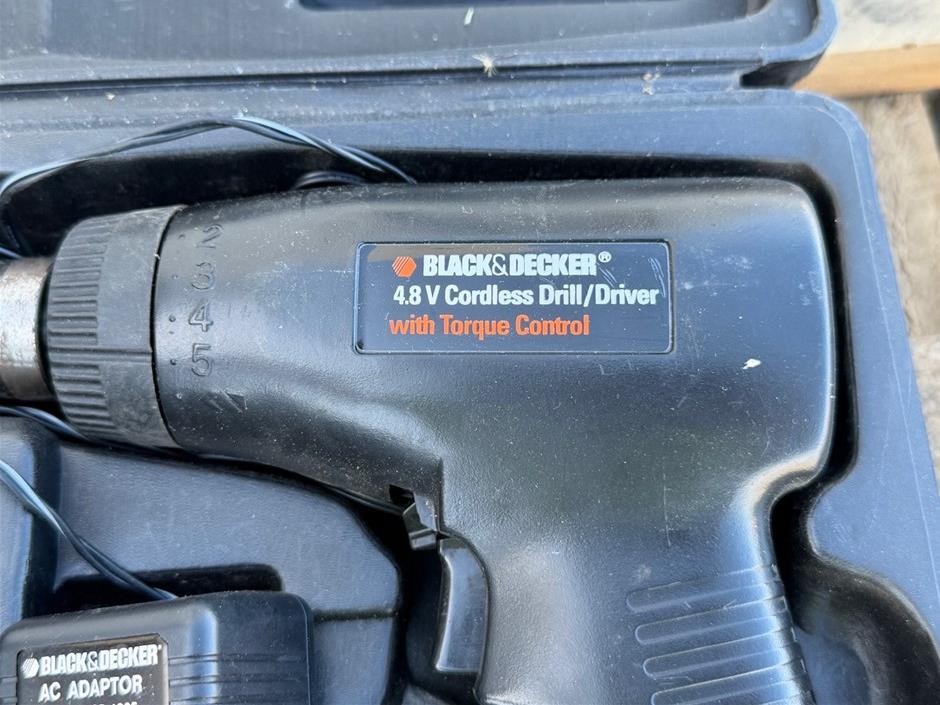 BLACK&DECKER®
4.8 V Cordless Drill/Driver
with Torque Control
2
3
4
5
BLACK&DECKER
AC ADAPTOR